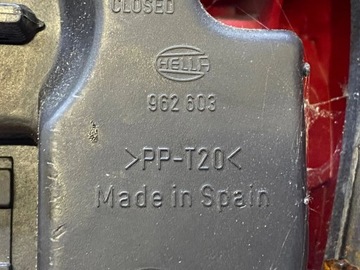 CLOSED
HELLA
962 603
>PP-T20<
Made in Spain